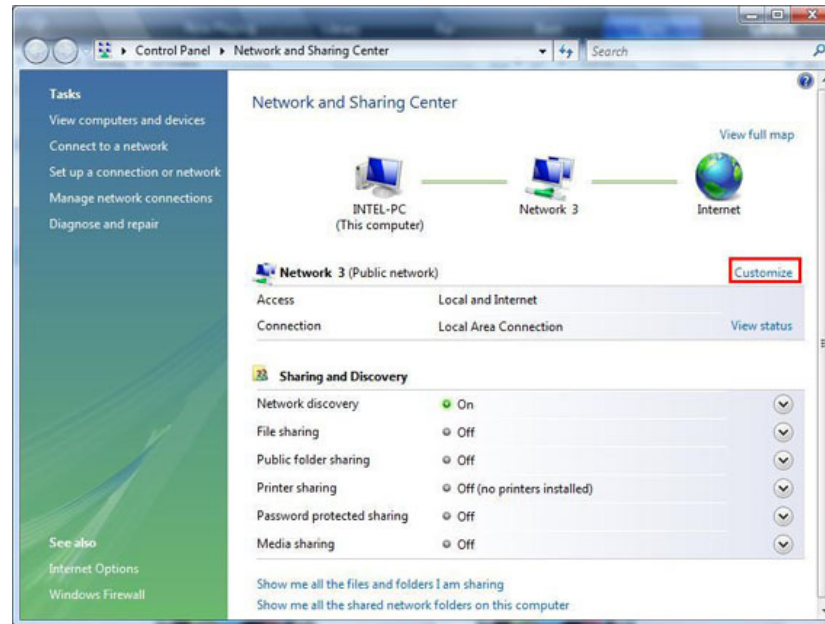 Control Panel ▸ Network and Sharing Center
Search
Tasks
View computers and devices
Connect to a network
Set up a connection or network
Manage network connections
Diagnose and repair
See also
Internet Options
Windows Firewall
Network and Sharing Center
View full map
INTEL-PC
(This computer)
Network 3
Internet
Network 3 (Public network)
Customize
Access Local and Internet
Connection Local Area Connection View status
Sharing and Discovery
Network discovery On
File sharing Off
Public folder sharing Off
Printer sharing Off (no printers installed)
Password protected sharing Off
Media sharing Off
Show me all the files and folders I am sharing
Show me all the shared network folders on this computer